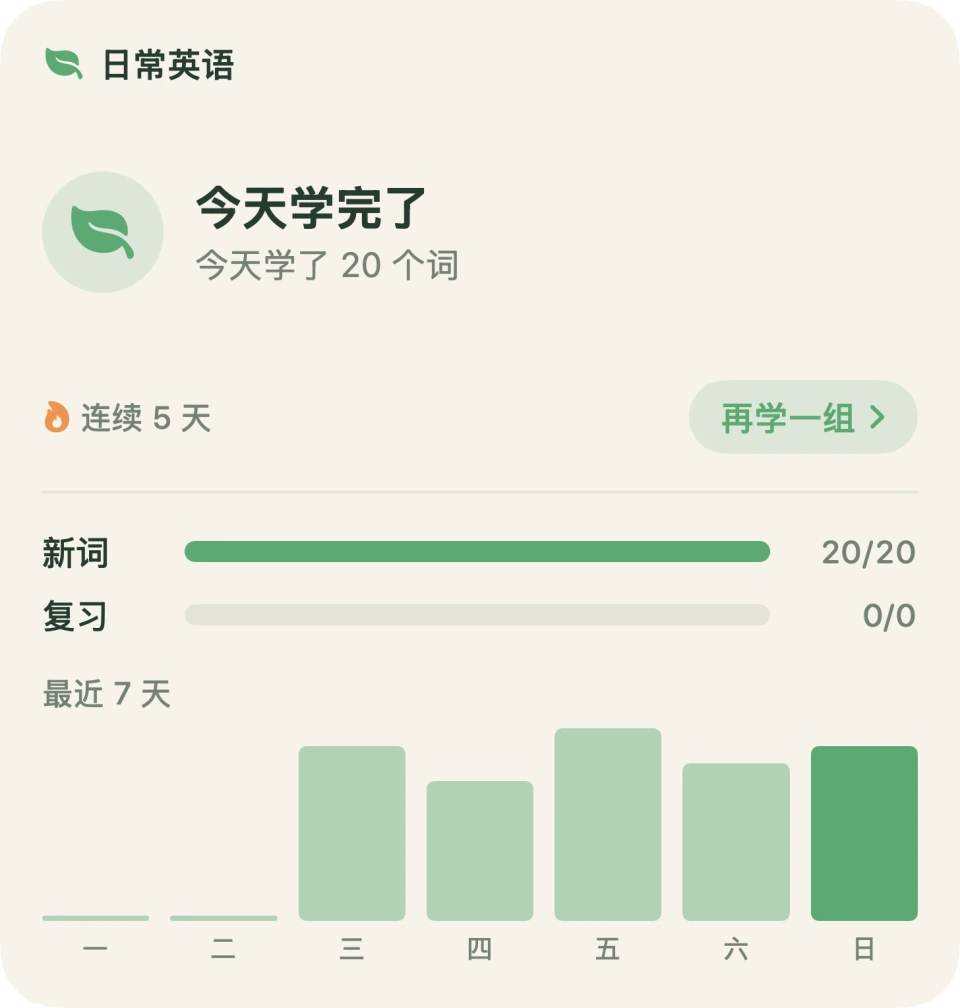 日常英语
今天学完了
今天学了 20 个词
连续 5 天
再学一组
新词 20/20
复习 0/0
最近 7 天
一 二 三 四 五 六 日